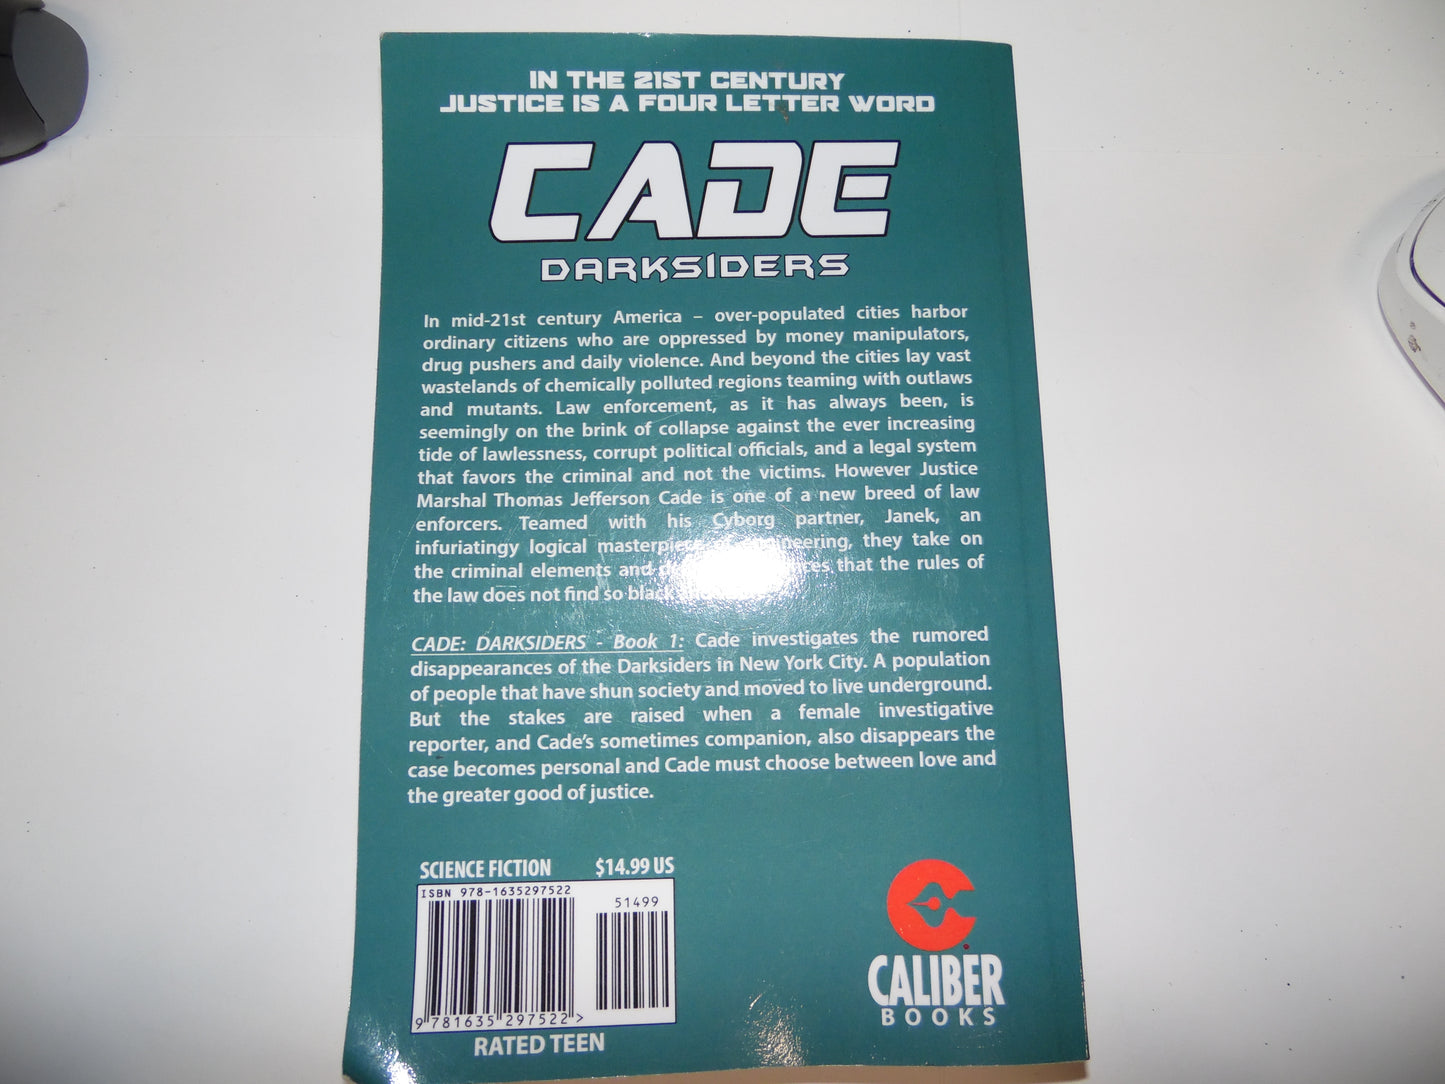 IN THE 21ST CENTURY
JUSTICE IS A FOUR LETTER WORD
CADE
DARKSIDERS
In mid-21st century America – over-populated cities harbor
ordinary citizens who are oppressed by money manipulators,
drug pushers and daily violence. And beyond the cities lay vast
wastelands of chemically polluted regions teaming with outlaws
and mutants. Law enforcement, as it has always been, is
seemingly on the brink of collapse against the ever increasing
tide of lawlessness, corrupt political officials, and a legal system
that favors the criminal and not the victims. However Justice
Marshal Thomas Jefferson Cade is one of a new breed of law
enforcers. Teamed with his Cyborg partner, Janek, an
infuriatingy logical masterpiece of engineering, they take on
the criminal elements and that the rules of
the law does not find so black
CADE: DARKSIDERS - Book 1: Cade investigates the rumored
disappearances of the Darksiders in New York City. A population
of people that have shun society and moved to live underground.
But the stakes are raised when a female investigative
reporter, and Cade's sometimes companion, also disappears the
case becomes personal and Cade must choose between love and
the greater good of justice.
SCIENCE FICTION $14.99 US
ISBN 978-1635297522
51499
9 781635 297522 >
RATED TEEN
CALIBER
BOOKS